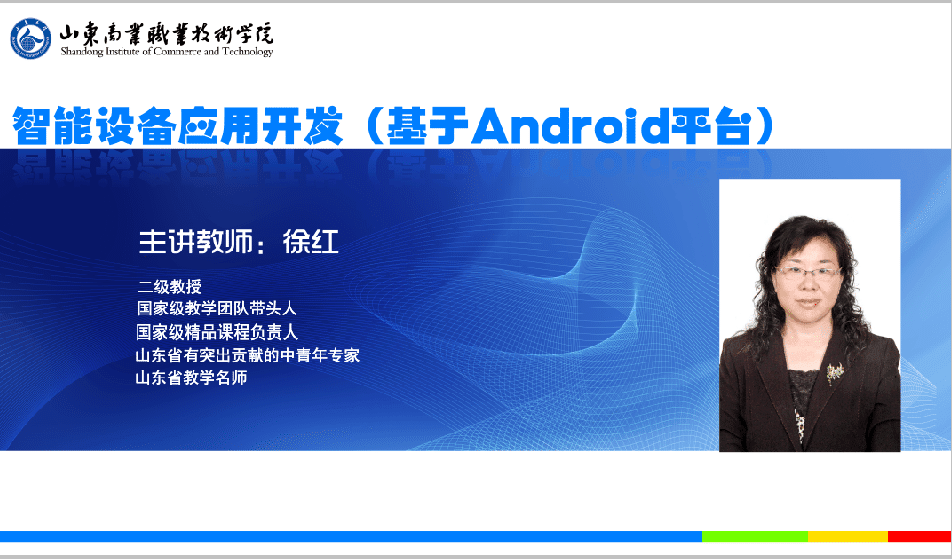 山东商業職業技術学院
Shandong Institute of Commerce and Technology
智能设备应用开发（基于Android平台）
主讲教师：徐红
二级教授
国家级教学团队带头人
国家级精品课程负责人
山东省有突出贡献的中青年专家
山东省教学名师